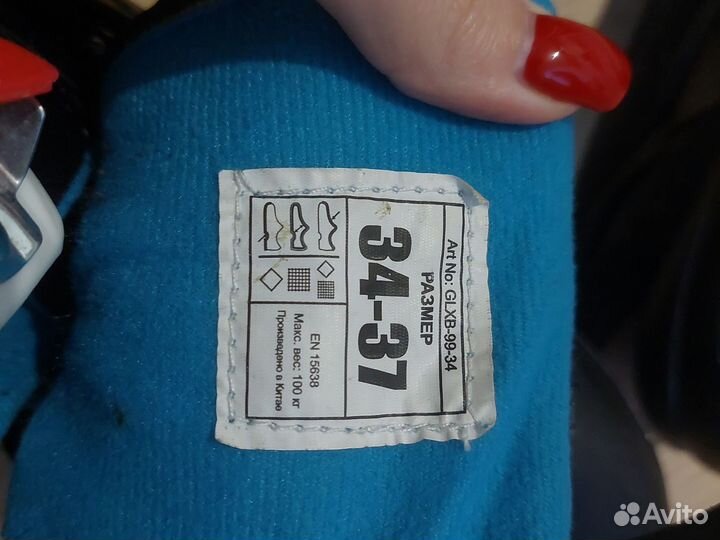 Art No: GLXB-99-34
РАЗМЕР
34-37
EN 15638
Макс. вес: 100 кг
Произведено в Китае
Avito